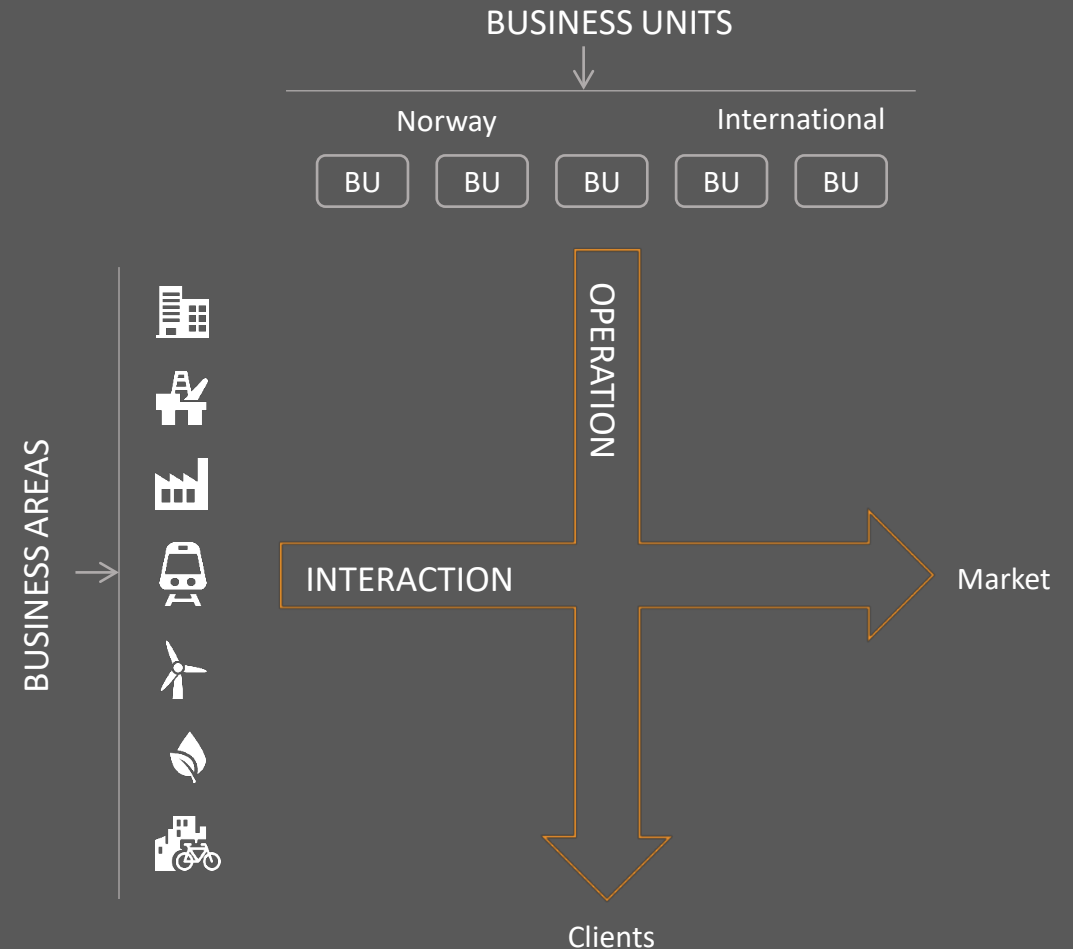 BUSINESS UNITS
Norway
International
BU
BU
BU
BU
BU
OPERATION
BUSINESS AREAS
INTERACTION
Market
Clients